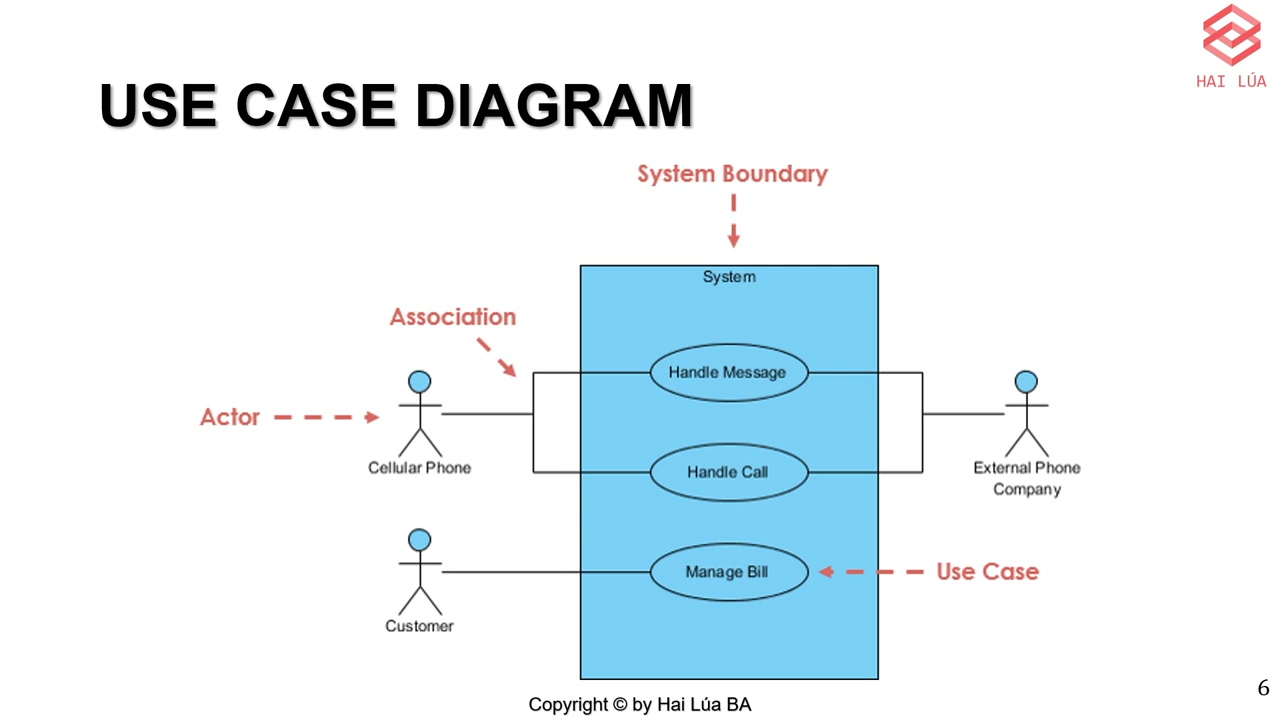 HAI LÚA
USE CASE DIAGRAM
System Boundary
System
Association
Handle Message
Actor
Cellular Phone
Handle Call
External Phone
Company
Manage Bill
Use Case
Customer
6
Copyright © by Hai Lúa BA